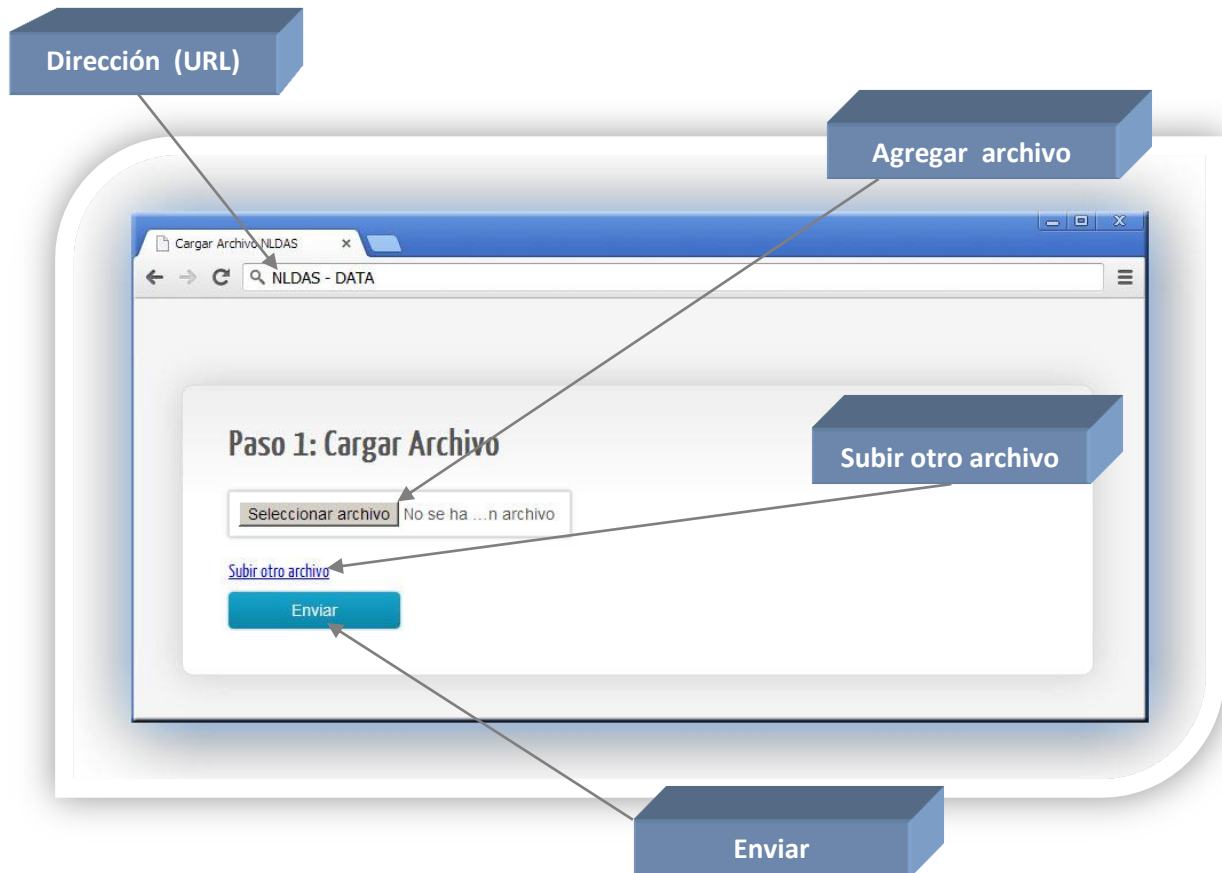 Dirección (URL)
Agregar archivo
Cargar Archivo NLDAS
NLDAS - DATA
Paso 1: Cargar Archivo
Subir otro archivo
Seleccionar archivo No se ha ...n archivo
Subir otro archivo
Enviar
Enviar